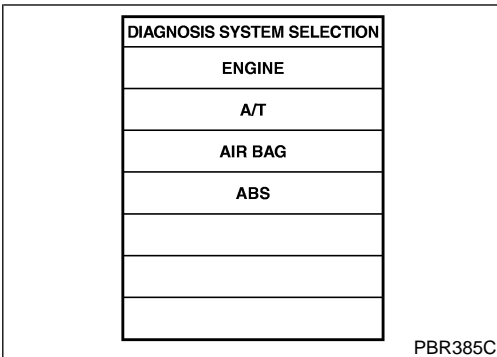 DIAGNOSIS SYSTEM SELECTION
ENGINE
A/T
AIR BAG
ABS
PBR385C